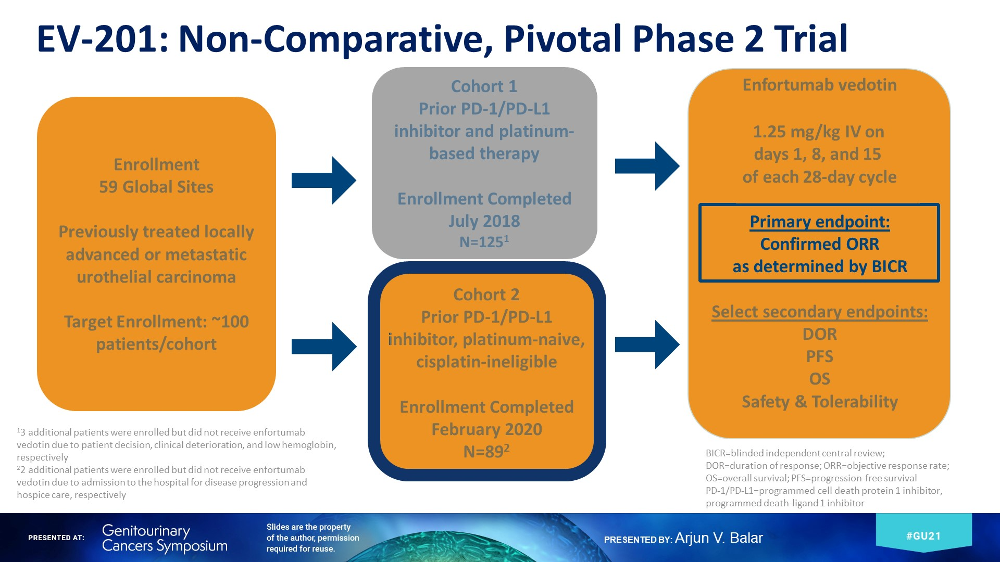 EV-201: Non-Comparative, Pivotal Phase 2 Trial
Enrollment
59 Global Sites
Previously treated locally
advanced or metastatic
urothelial carcinoma
Target Enrollment: ~100
patients/cohort
Cohort 1
Prior PD-1/PD-L1
inhibitor and platinum-
based therapy
Enrollment Completed
July 2018
N=125¹
Cohort 2
Prior PD-1/PD-L1
inhibitor, platinum-naive,
cisplatin-ineligible
Enrollment Completed
February 2020
N=89²
Enfortumab vedotin
1.25 mg/kg IV on
days 1, 8, and 15
of each 28-day cycle
Primary endpoint:
Confirmed ORR
as determined by BICR
Select secondary endpoints:
DOR
PFS
OS
Safety & Tolerability
¹3 additional patients were enrolled but did not receive enfortumab
vedotin due to patient decision, clinical deterioration, and low hemoglobin,
respectively
²2 additional patients were enrolled but did not receive enfortumab
vedotin due to admission to the hospital for disease progression and
hospice care, respectively
BICR=blinded independent central review;
DOR=duration of response; ORR=objective response rate;
OS=overall survival; PFS=progression-free survival
PD-1/PD-L1=programmed cell death protein 1 inhibitor,
programmed death-ligand 1 inhibitor
PRESENTED AT:
Genitourinary
Cancers Symposium
Slides are the property
of the author, permission
required for reuse.
PRESENTED BY: Arjun V. Balar
#GU21